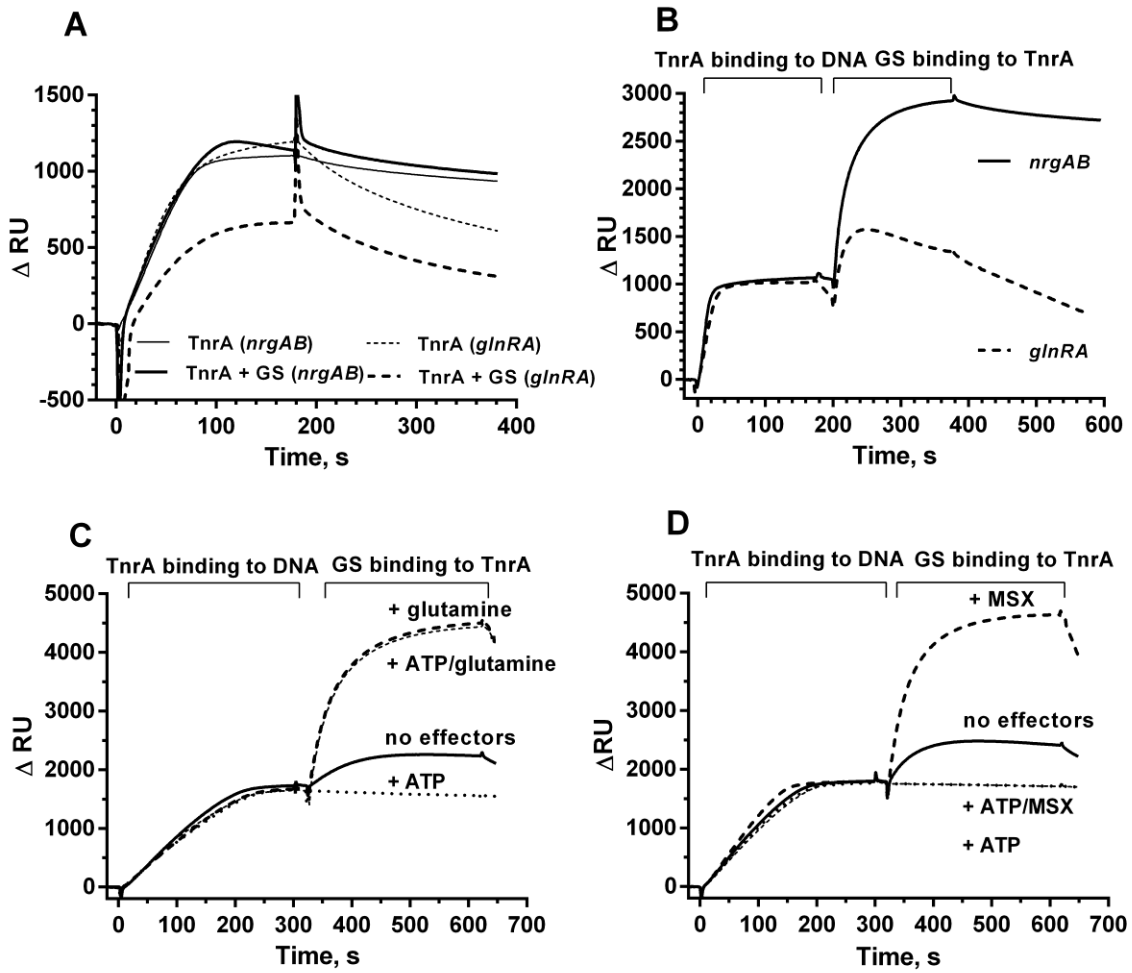 A
1500
1000
500
0
-500
Δ RU
TnrA (nrgAB)
TnrA (glnRA)
TnrA + GS (nrgAB)
TnrA + GS (glnRA)
0 100 200 300 400
Time, s
B
TnrA binding to DNA GS binding to TnrA
3000
2500
2000
1500
1000
500
0
Δ RU
nrgAB
glnRA
0 100 200 300 400 500 600
Time, s
C
TnrA binding to DNA GS binding to TnrA
5000
4000
3000
2000
1000
0
Δ RU
+ glutamine
+ ATP/glutamine
no effectors
+ ATP
0 100 200 300 400 500 600 700
Time, s
D
TnrA binding to DNA GS binding to TnrA
5000
4000
3000
2000
1000
0
ΔRU
+ MSX
no effectors
+ ATP/MSX
+ ATP
0 100 200 300 400 500 600 700
Time, s